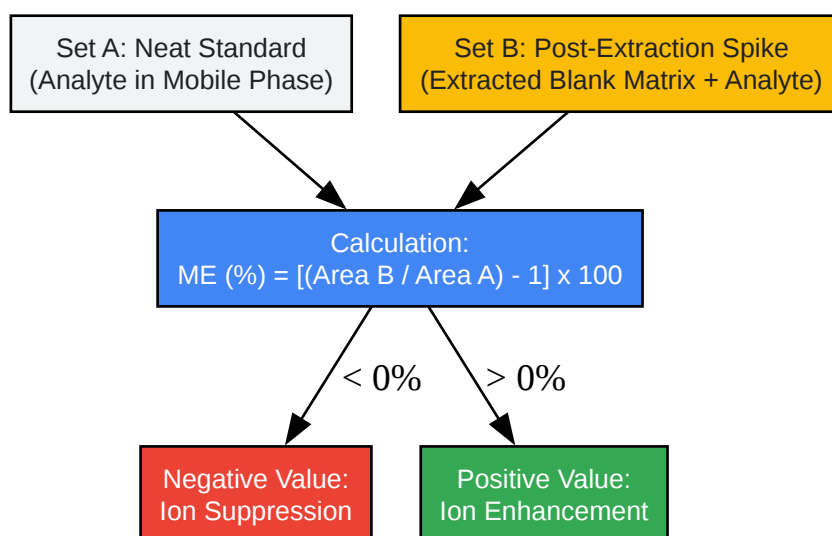 Set A: Neat Standard
(Analyte in Mobile Phase)
Set B: Post-Extraction Spike
(Extracted Blank Matrix + Analyte)
Calculation:
ME (%) = [(Area B / Area A) - 1] x 100
< 0%
> 0%
Negative Value:
Ion Suppression
Positive Value:
Ion Enhancement